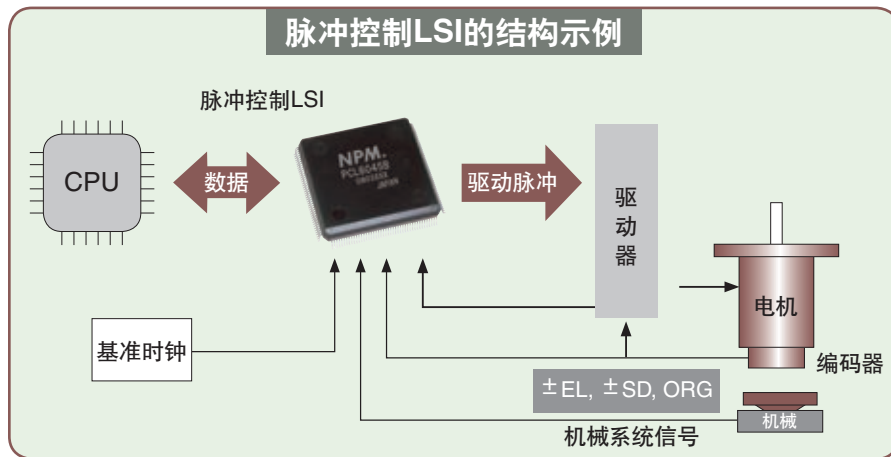 脉冲控制LSI的结构示例
脉冲控制LSI
CPU
数据
NPM.
PCL6045B
JAPAN
驱动脉冲
驱动器
电机
基准时钟
编码器
±EL, ±SD, ORG
机械
机械系统信号